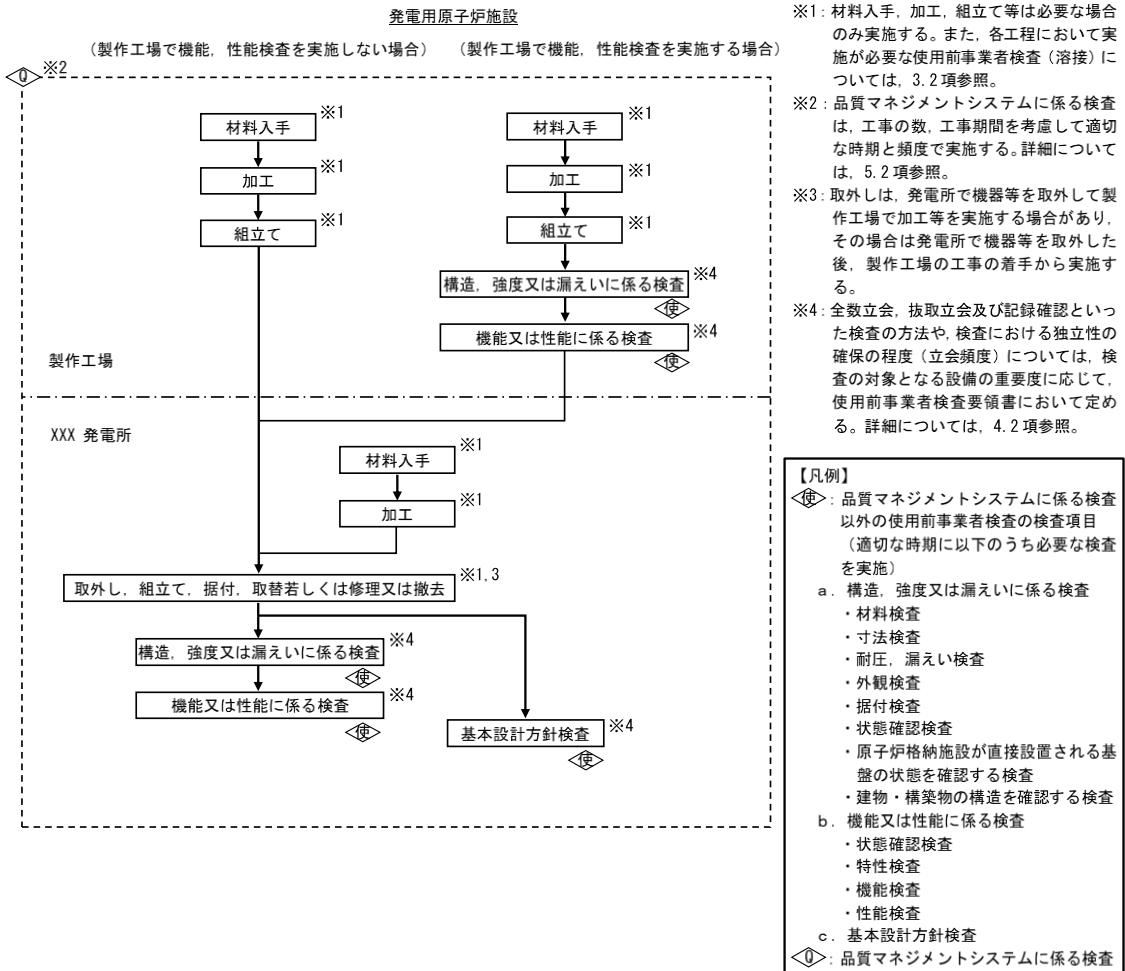 発電用原子炉施設
（製作工場で機能，性能検査を実施しない場合）
（製作工場で機能，性能検査を実施する場合）
Q ※2
材料入手 ※1
加工 ※1
組立て ※1
材料入手 ※1
加工 ※1
組立て ※1
構造，強度又は漏えいに係る検査 ※4
使
機能又は性能に係る検査 ※4
使
製作工場
XXX 発電所
材料入手 ※1
加工 ※1
取外し，組立て，据付，取替若しくは修理又は撤去 ※1,3
構造，強度又は漏えいに係る検査 ※4
使
機能又は性能に係る検査 ※4
使
基本設計方針検査 ※4
使
※1：材料入手，加工，組立て等は必要な場合
のみ実施する。また，各工程において実
施が必要な使用前事業者検査（溶接）に
ついては，3.2項参照。
※2：品質マネジメントシステムに係る検査
は，工事の数，工事期間を考慮して適切
な時期と頻度で実施する。詳細について
は，5.2項参照。
※3：取外しは，発電所で機器等を取外して製
作工場で加工等を実施する場合があり，
その場合は発電所で機器等を取外した
後，製作工場の工事の着手から実施す
る。
※4：全数立会，抜取立会及び記録確認といっ
た検査の方法や，検査における独立性の
確保の程度（立会頻度）については，検
査の対象となる設備の重要度に応じて，
使用前事業者検査要領書において定め
る。詳細については，4.2項参照。
【凡例】
使：品質マネジメントシステムに係る検査
以外の使用前事業者検査の検査項目
（適切な時期に以下のうち必要な検査
を実施）
a．構造，強度又は漏えいに係る検査
・材料検査
・寸法検査
・耐圧，漏えい検査
・外観検査
・据付検査
・状態確認検査
・原子炉格納施設が直接設置される基
盤の状態を確認する検査
・建物・構築物の構造を確認する検査
b．機能又は性能に係る検査
・状態確認検査
・特性検査
・機能検査
・性能検査
c．基本設計方針検査
Q：品質マネジメントシステムに係る検査